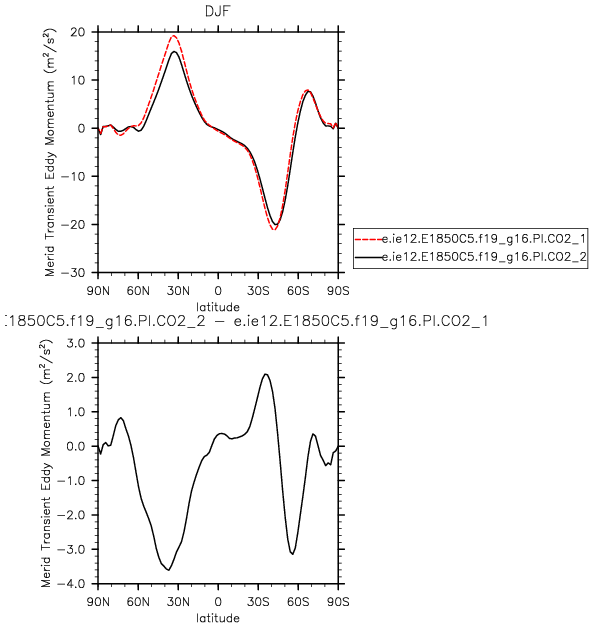 DJF
Merid Transient Eddy Momentum (m²/s²)
20
10
0
−10
−20
−30
90N 60N 30N 0 30S 60S 90S
latitude
e.ie12.E1850C5.f19_g16.PI.CO2_1
e.ie12.E1850C5.f19_g16.PI.CO2_2
:1850C5.f19_g16.PI.CO2_2 − e.ie12.E1850C5.f19_g16.PI.CO2_1
Merid Transient Eddy Momentum (m²/s²)
3.0
2.0
1.0
0.0
−1.0
−2.0
−3.0
−4.0
90N 60N 30N 0 30S 60S 90S
latitude